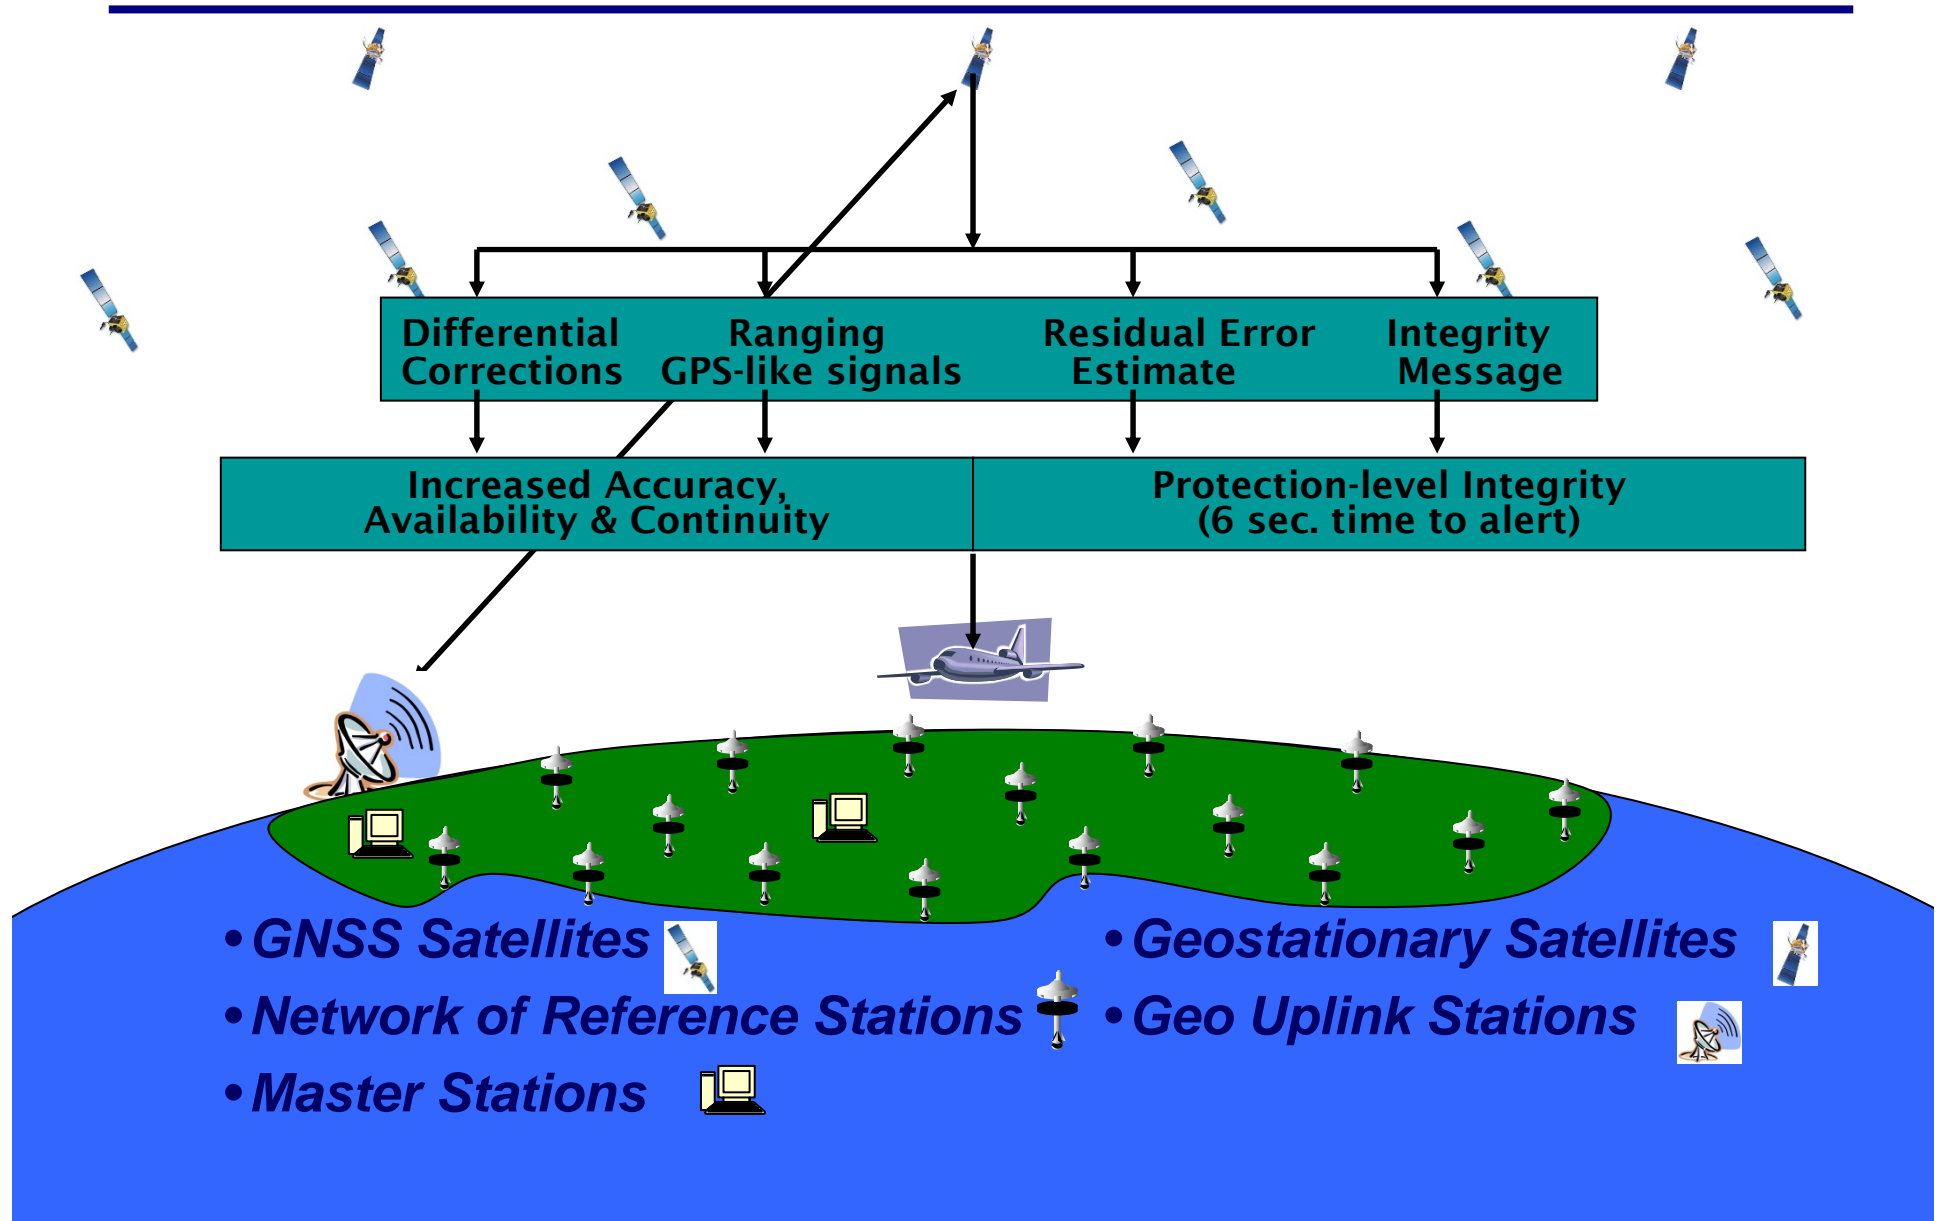 Differential Ranging Residual Error Integrity
Corrections GPS-like signals Estimate Message
Increased Accuracy,
Availability & Continuity
Protection-level Integrity
(6 sec. time to alert)
•GNSS Satellites
•Network of Reference Stations
•Master Stations
•Geostationary Satellites
•Geo Uplink Stations